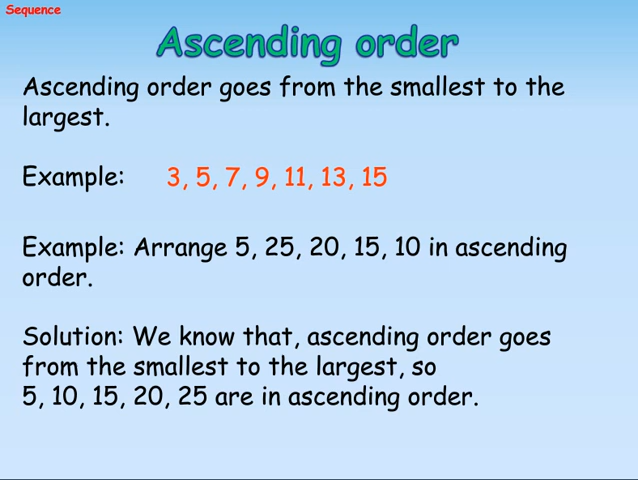 Sequence
Ascending order
Ascending order goes from the smallest to the
largest.
Example: 3, 5, 7, 9, 11, 13, 15
Example: Arrange 5, 25, 20, 15, 10 in ascending
order.
Solution: We know that, ascending order goes
from the smallest to the largest, so
5, 10, 15, 20, 25 are in ascending order.